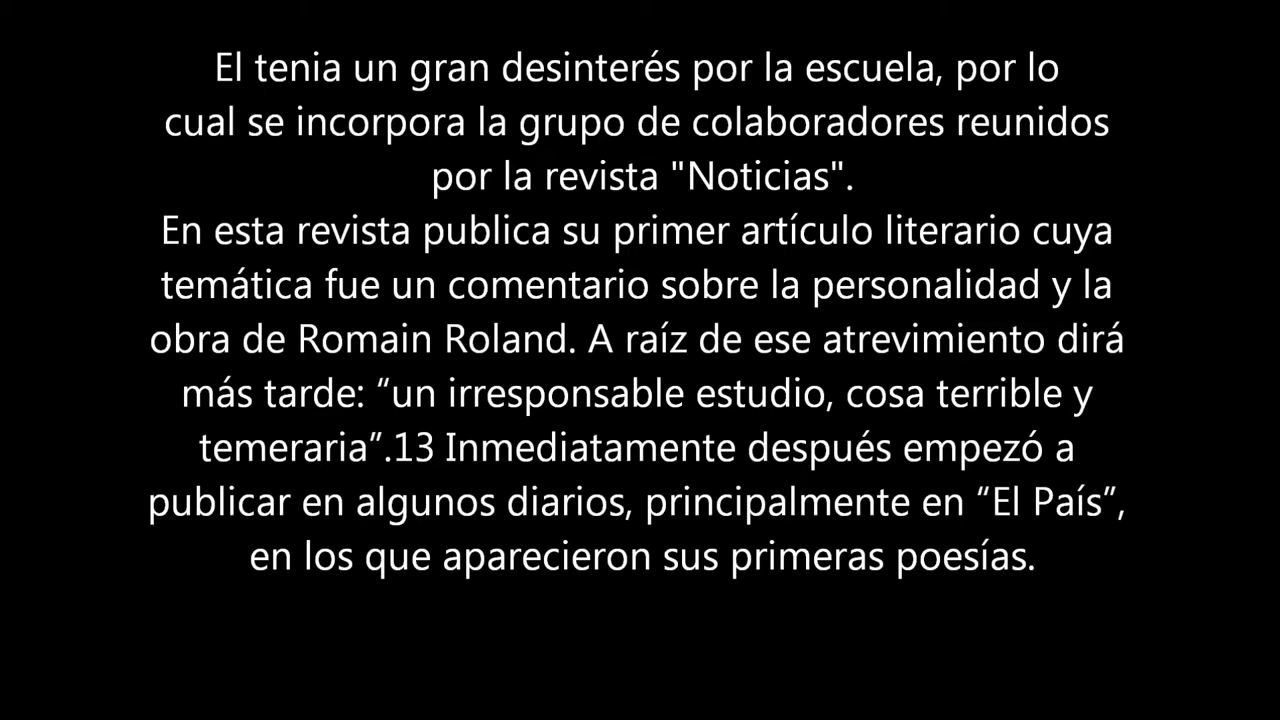 El tenia un gran desinterés por la escuela, por lo
cual se incorpora la grupo de colaboradores reunidos
por la revista "Noticias".
En esta revista publica su primer artículo literario cuya
temática fue un comentario sobre la personalidad y la
obra de Romain Roland. A raíz de ese atrevimiento dirá
más tarde: “un irresponsable estudio, cosa terrible y
temeraria”.13 Inmediatamente después empezó a
publicar en algunos diarios, principalmente en “El País”,
en los que aparecieron sus primeras poesías.